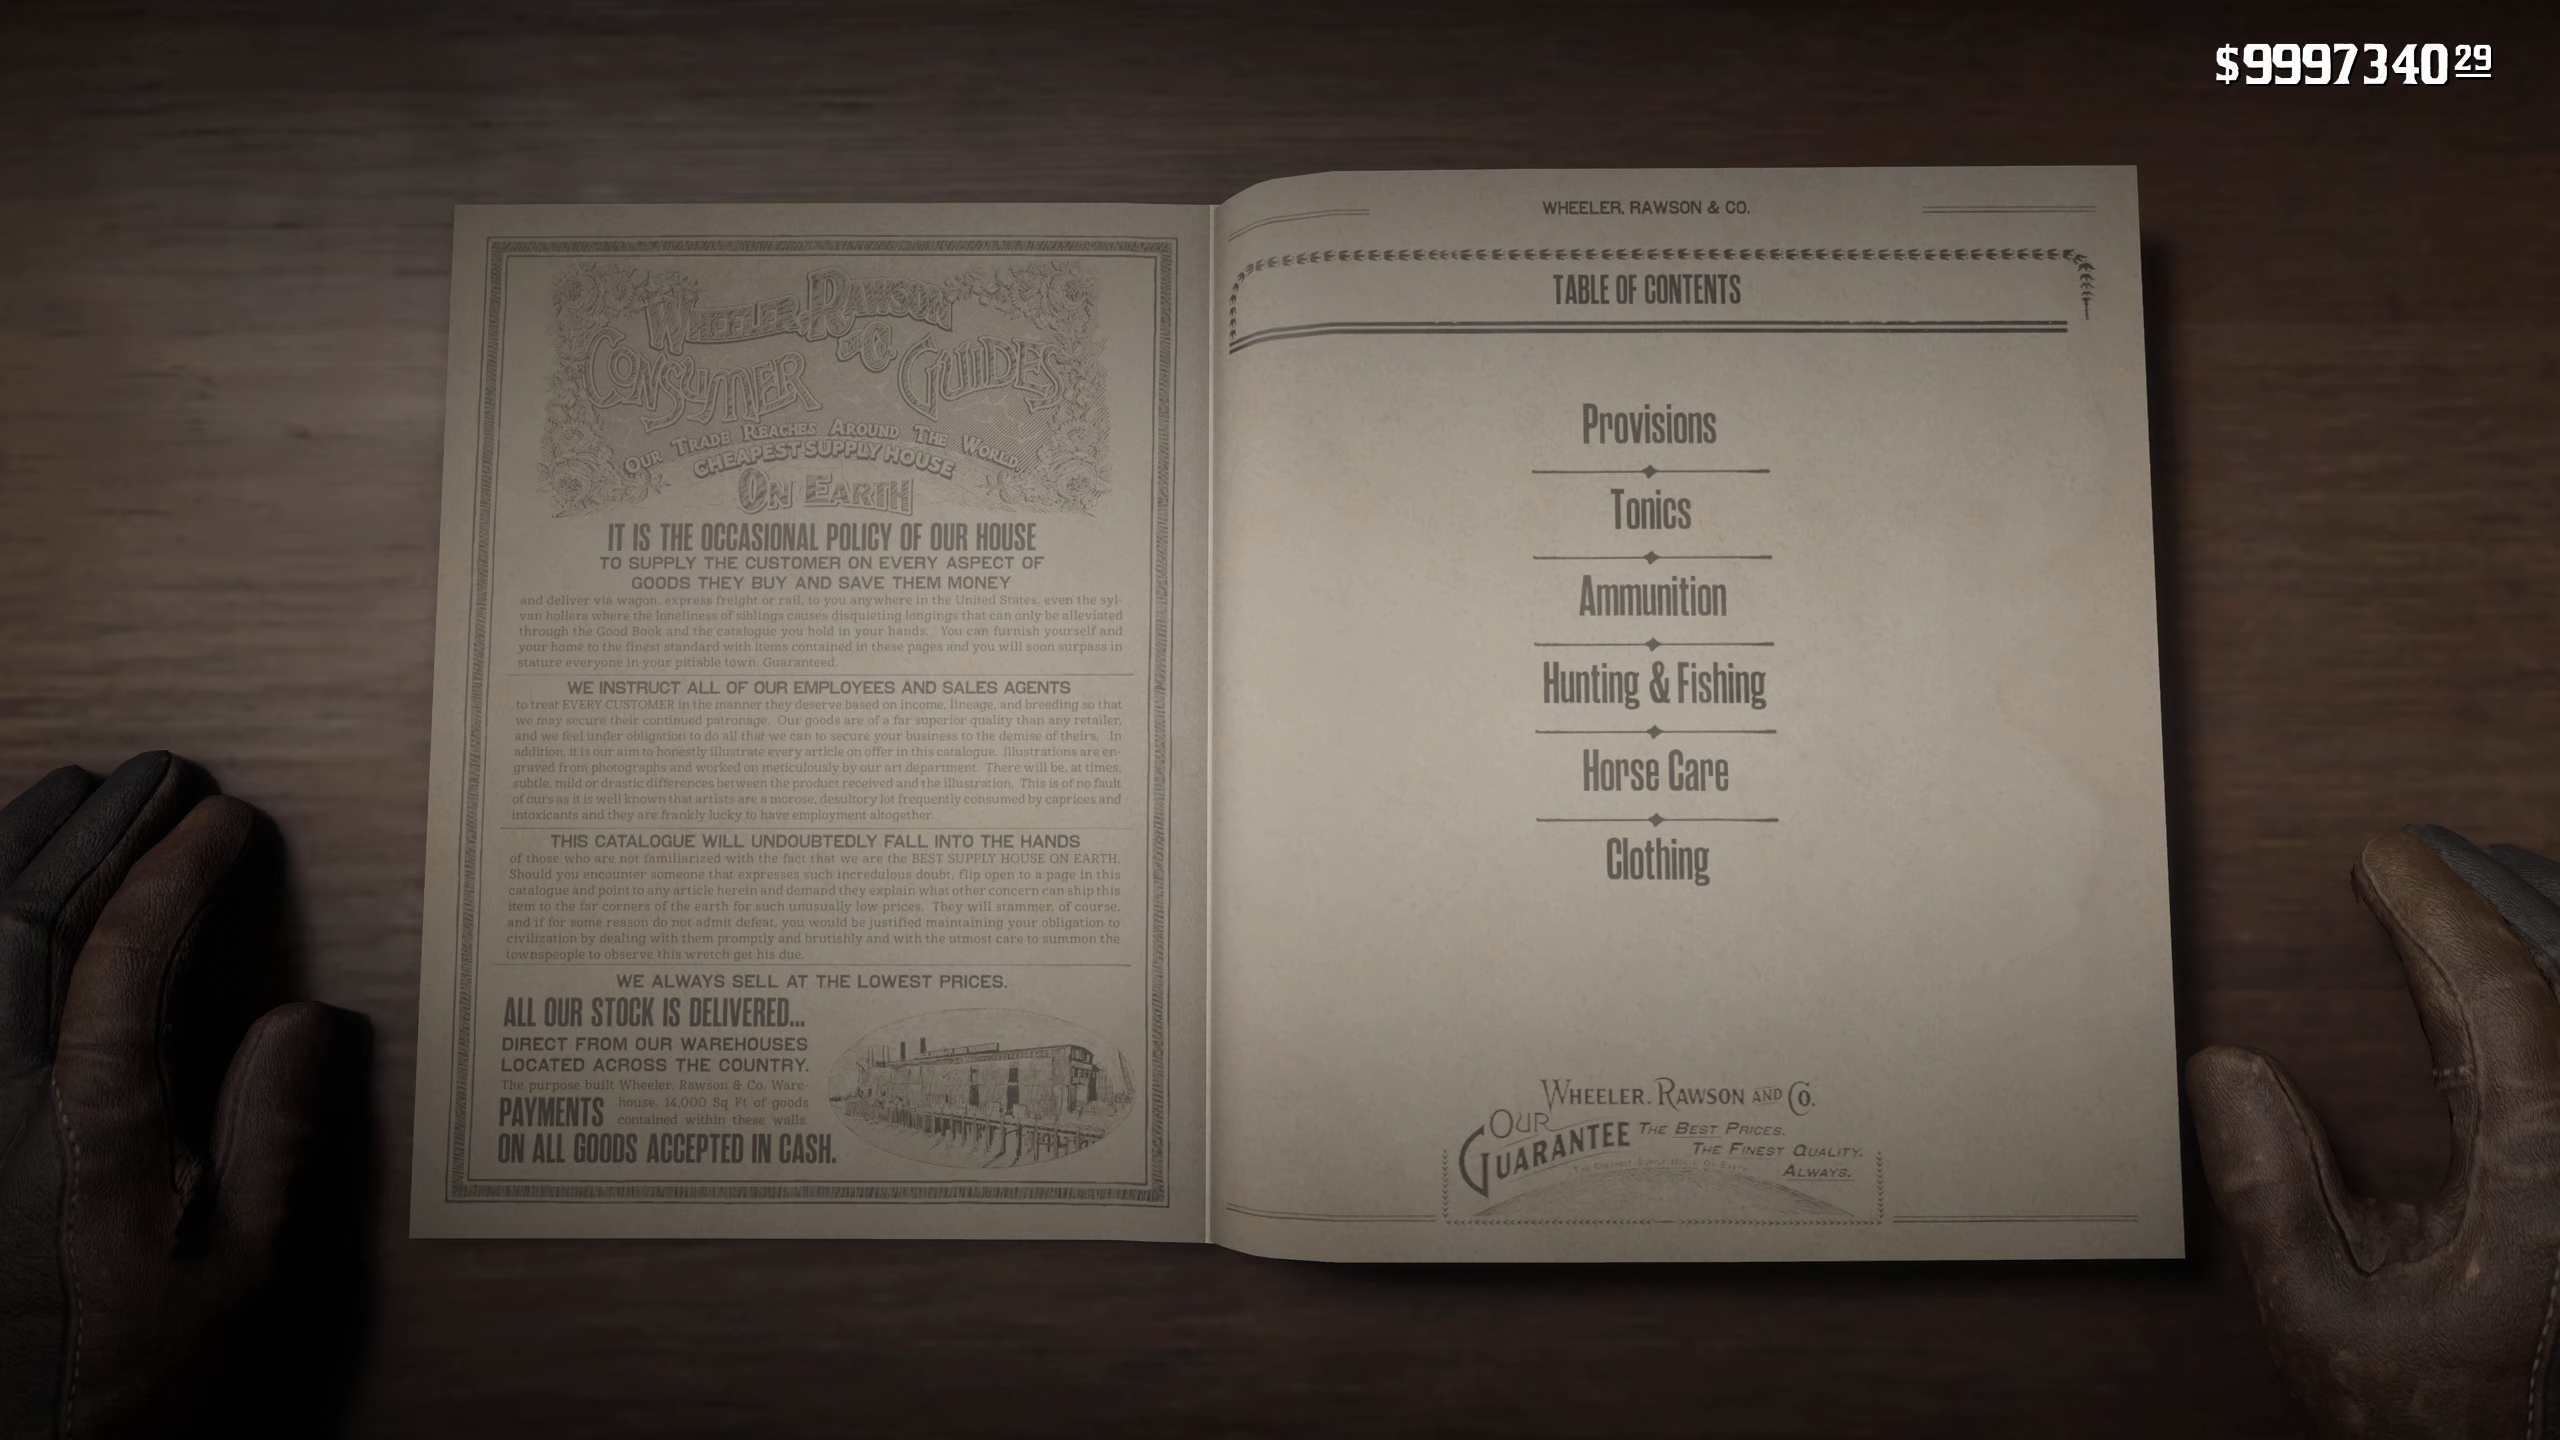 $9997340 29
WHEELER, RAWSON
AND CO.
CONSUMER GUIDES
OUR TRADE REACHES AROUND THE WORLD.
CHEAPEST SUPPLY HOUSE
ON EARTH
IT IS THE OCCASIONAL POLICY OF OUR HOUSE
TO SUPPLY THE CUSTOMER ON EVERY ASPECT OF
GOODS THEY BUY AND SAVE THEM MONEY
and deliver via wagon, express freight or rail, to you anywhere in the United States, even the syl-
van hollers where the loneliness of siblings causes disquieting longings that can only be alleviated
through the Good Book and the catalogue you hold in your hands. You can furnish yourself and
your home to the finest standard with items contained in these pages and you will soon surpass in
stature everyone in your pitiable town. Guaranteed.
WE INSTRUCT ALL OF OUR EMPLOYEES AND SALES AGENTS
to treat EVERY CUSTOMER in the manner they deserve based on income, lineage, and breeding so that
we may secure their continued patronage. Our goods are of a far superior quality than any retailer,
and we feel under obligation to do all that we can to secure your business to the demise of theirs. In
addition, it is our aim to honestly illustrate every article on offer in this catalogue. Illustrations are en-
graved from photographs and worked on meticulously by our art department. There will be, at times,
subtle, mild or drastic differences between the product received and the illustration. This is of no fault
of ours as it is well known that artists are a morose, desultory lot frequently consumed by caprices and
intoxicants and they are frankly lucky to have employment altogether.
THIS CATALOGUE WILL UNDOUBTEDLY FALL INTO THE HANDS
of those who are not familiarized with the fact that we are the BEST SUPPLY HOUSE ON EARTH.
Should you encounter someone that expresses such incredulous doubt, flip open to a page in this
catalogue and point to any article herein and demand they explain what other concern can ship this
item to the far corners of the earth for such unusually low prices. They will stammer, of course,
and if for some reason do not admit defeat, you would be justified maintaining your obligation to
civilization by dealing with them promptly and brutishly and with the utmost care to summon the
townspeople to observe this wretch get his due.
WE ALWAYS SELL AT THE LOWEST PRICES.
ALL OUR STOCK IS DELIVERED...
DIRECT FROM OUR WAREHOUSES
LOCATED ACROSS THE COUNTRY.
The purpose built Wheeler, Rawson & Co. Ware-
house. 14,000 Sq Ft of goods
contained within these walls.
PAYMENTS
ON ALL GOODS ACCEPTED IN CASH.
WHEELER, RAWSON & CO.
TABLE OF CONTENTS
Provisions
Tonics
Ammunition
Hunting & Fishing
Horse Care
Clothing
WHEELER, RAWSON AND CO.
OUR
GUARANTEE
THE BEST PRICES.
THE FINEST QUALITY.
ALWAYS.